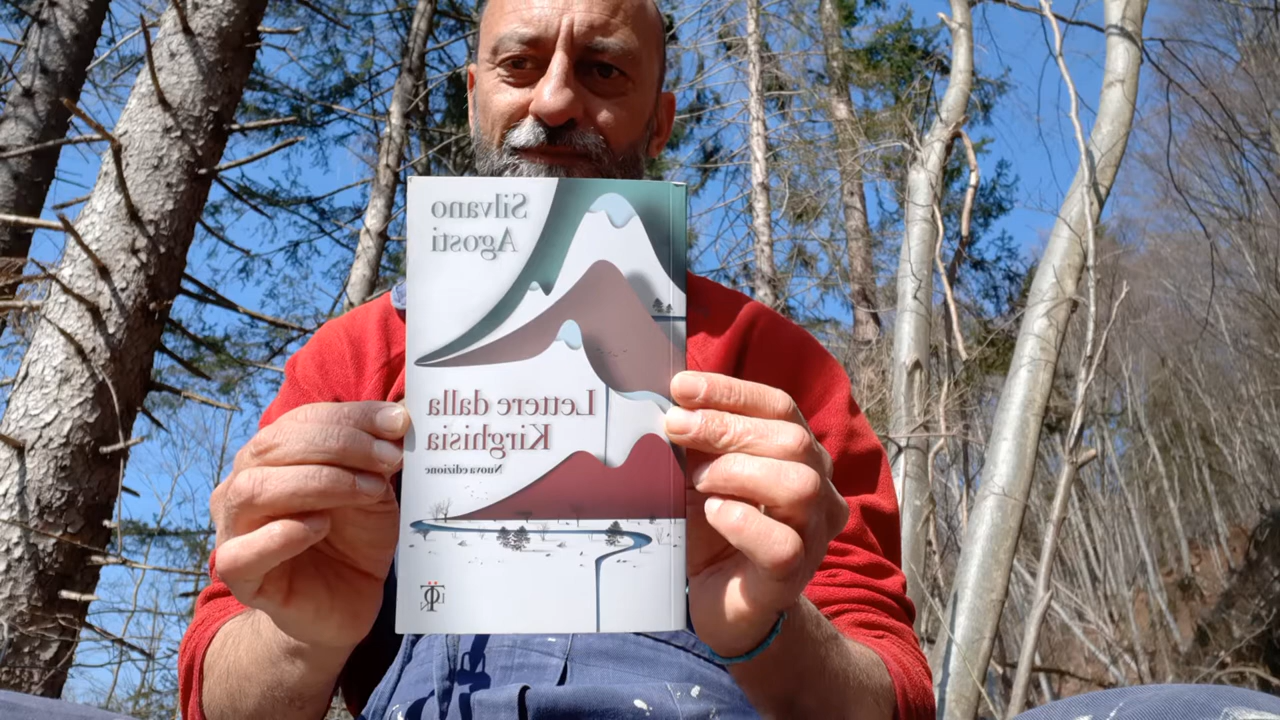 Silvano
Agosti
Lettere dalla
Kirghisia
Nuova edizione